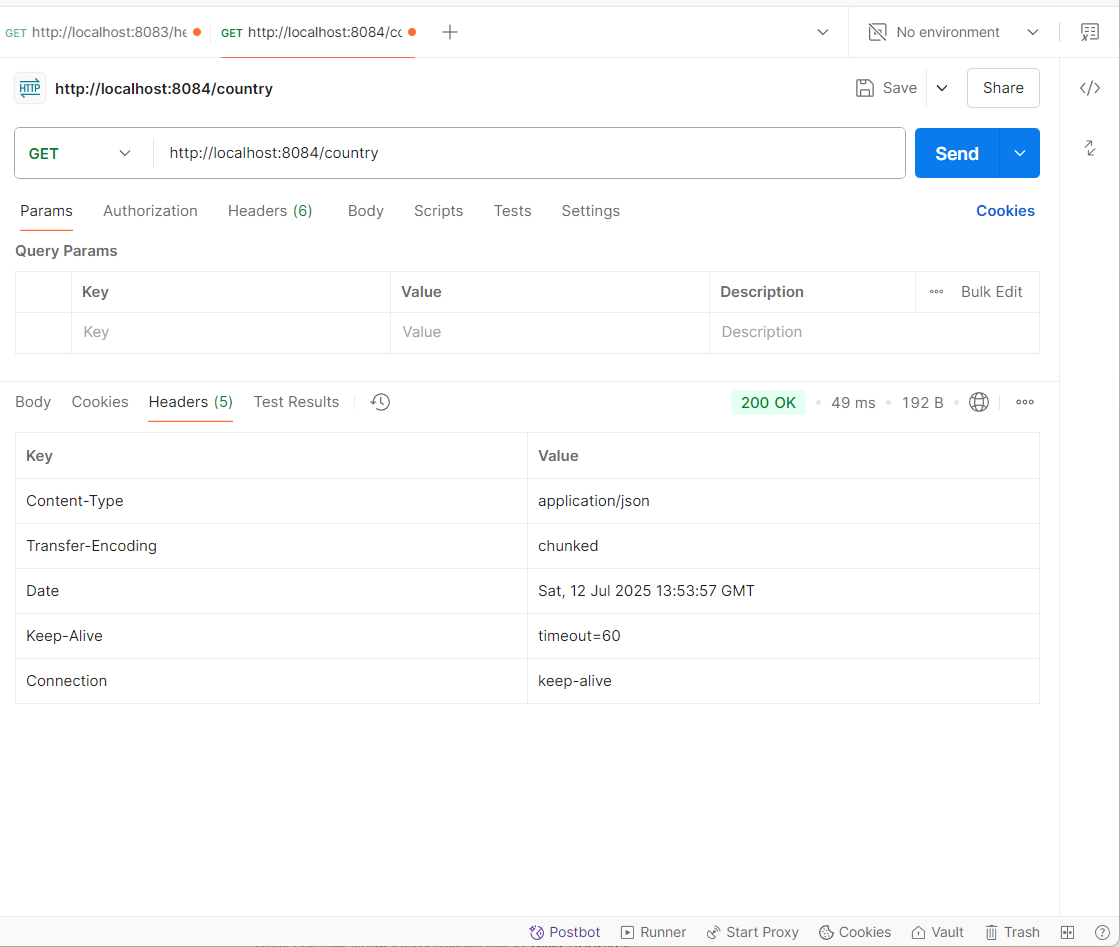 GET http://localhost:8083/he GET http://localhost:8084/co No environment
HTTP http://localhost:8084/country Save Share
GET http://localhost:8084/country Send
Params Authorization Headers (6) Body Scripts Tests Settings Cookies
Query Params
Key Value Description Bulk Edit
Key Value Description
Body Cookies Headers (5) Test Results 200 OK 49 ms 192 B
Key Value
Content-Type application/json
Transfer-Encoding chunked
Date Sat, 12 Jul 2025 13:53:57 GMT
Keep-Alive timeout=60
Connection keep-alive
Postbot Runner Start Proxy Cookies Vault Trash